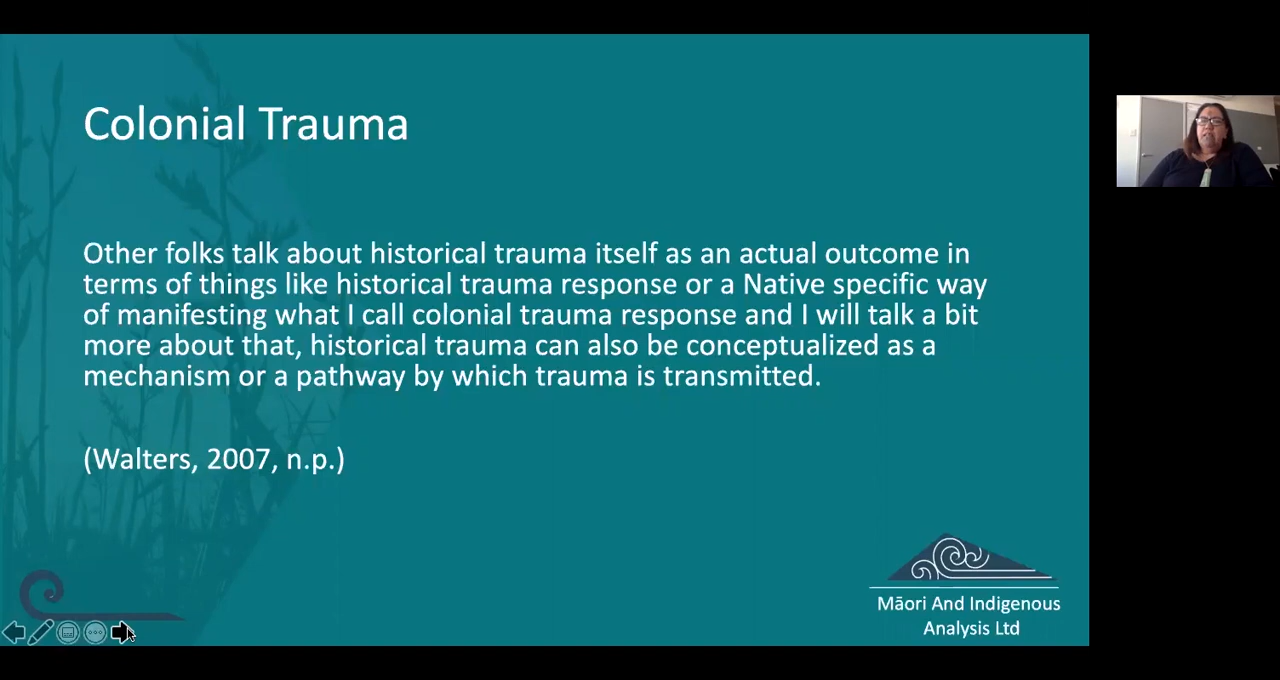 Colonial Trauma
Other folks talk about historical trauma itself as an actual outcome in
terms of things like historical trauma response or a Native specific way
of manifesting what I call colonial trauma response and I will talk a bit
more about that, historical trauma can also be conceptualized as a
mechanism or a pathway by which trauma is transmitted.
(Walters, 2007, n.p.)
Māori And Indigenous
Analysis Ltd